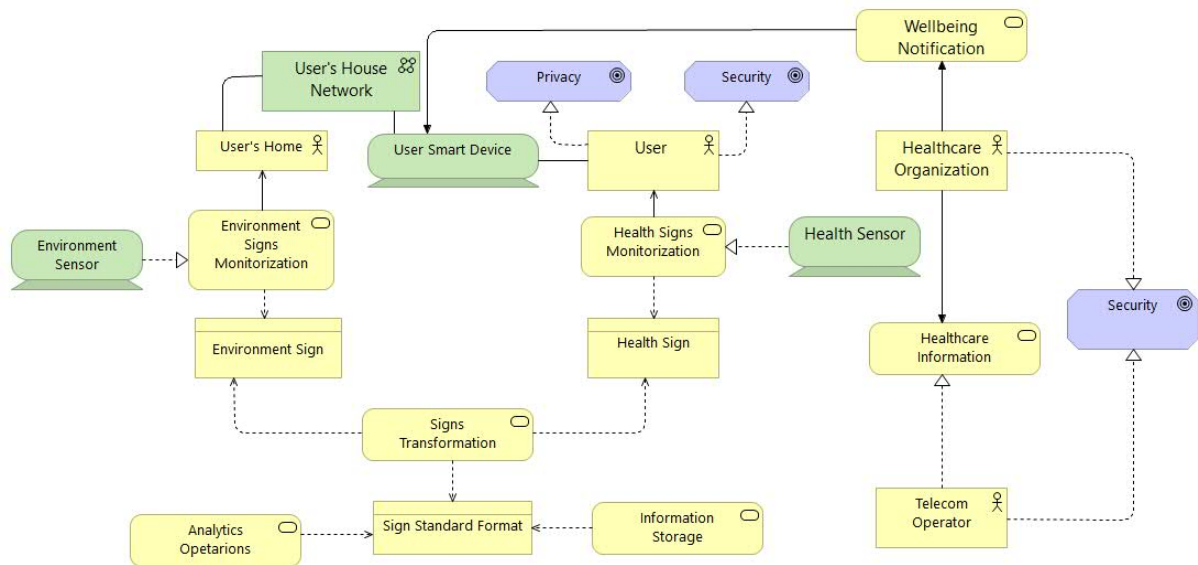 Wellbeing
Notification
User's House
Network
Privacy
Security
User's Home
User Smart Device
User
Healthcare
Organization
Environment
Signs
Monitorization
Health Signs
Monitorization
Health Sensor
Environment
Sensor
Security
Environment Sign
Health Sign
Healthcare
Information
Signs
Transformation
Telecom
Operator
Analytics
Opetarions
Sign Standard Format
Information
Storage